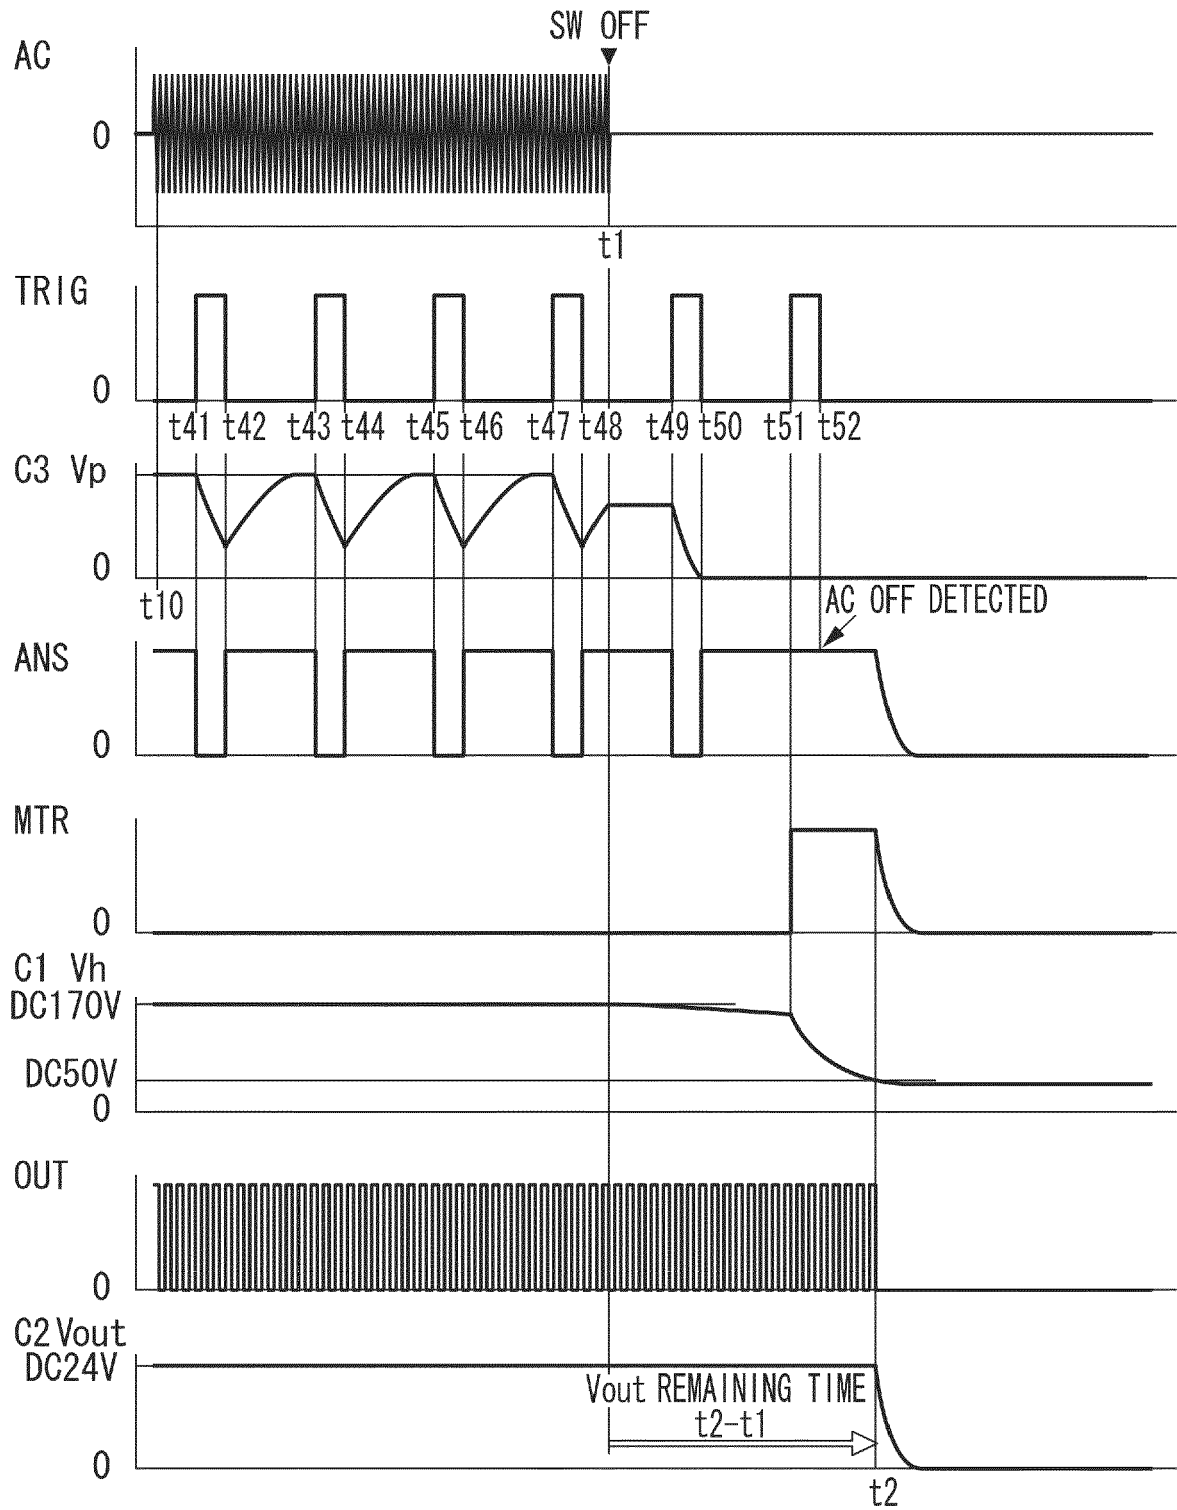 SW OFF
AC
0
t1
TRIG
0
t41 t42 t43 t44 t45 t46 t47 t48 t49 t50 t51 t52
C3 Vp
0
t10
AC OFF DETECTED
ANS
0
MTR
0
C1 Vh
DC170V
DC50V
0
OUT
0
C2 Vout
DC24V
Vout REMAINING TIME
t2-t1
0
t2